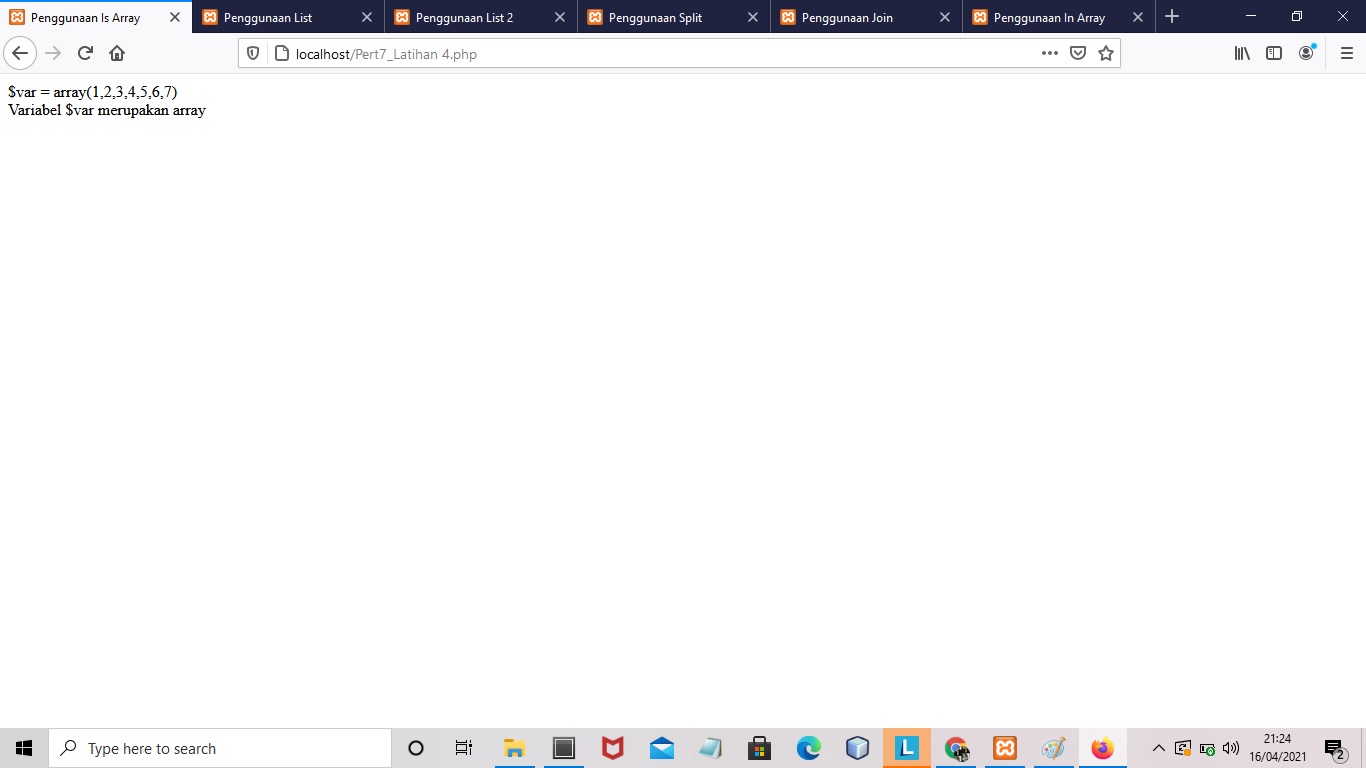 Penggunaan Is Array
Penggunaan List
Penggunaan List 2
Penggunaan Split
Penggunaan Join
Penggunaan In Array
localhost/Pert7_Latihan 4.php
$var = array(1,2,3,4,5,6,7)
Variabel $var merupakan array
Type here to search
L
21:24
16/04/2021
2